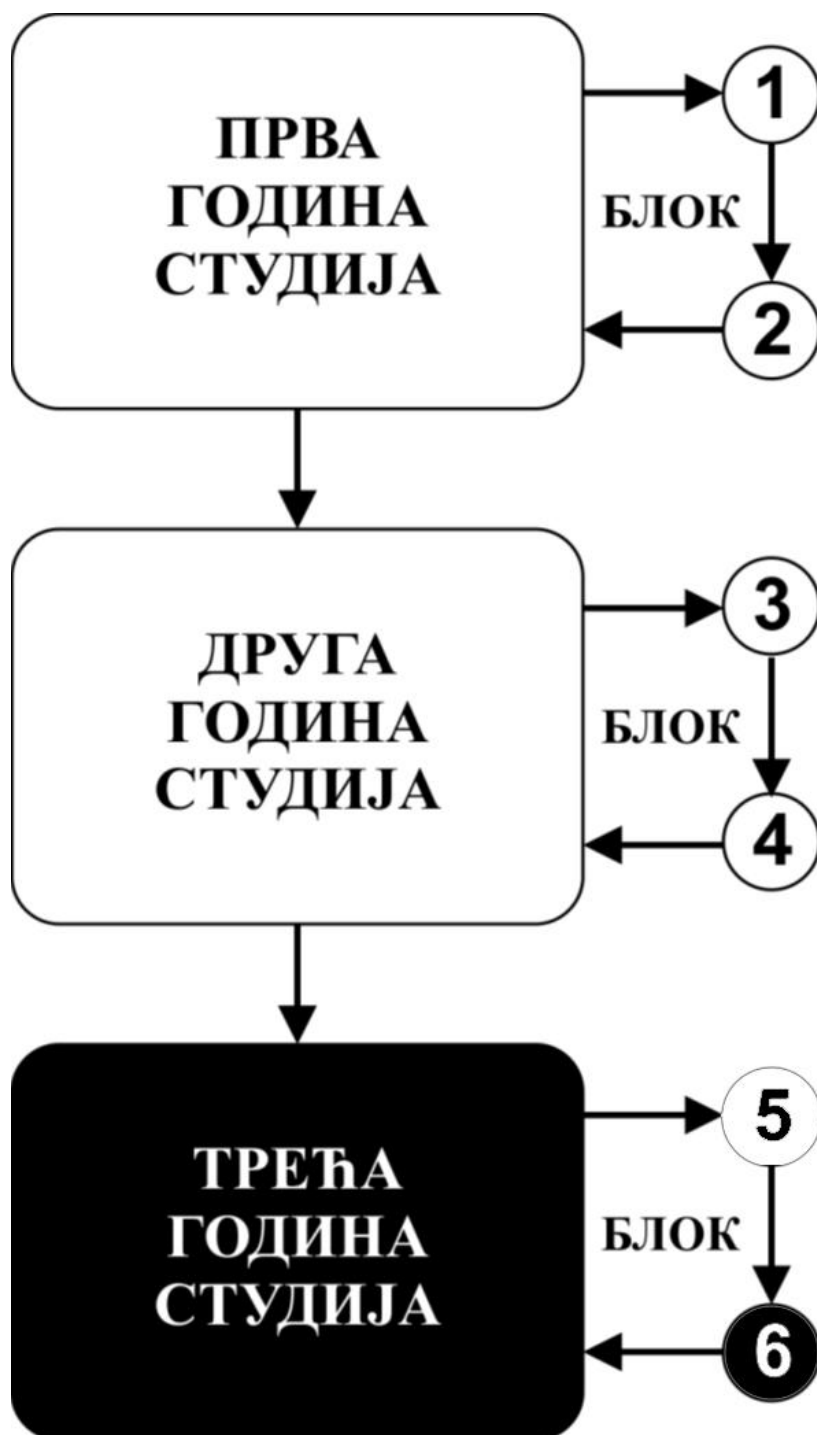 ПРВА
ГОДИНА
СТУДИЈА
1
БЛОК
2
ДРУГА
ГОДИНА
СТУДИЈА
3
БЛОК
4
ТРЕЋА
ГОДИНА
СТУДИЈА
5
БЛОК
6